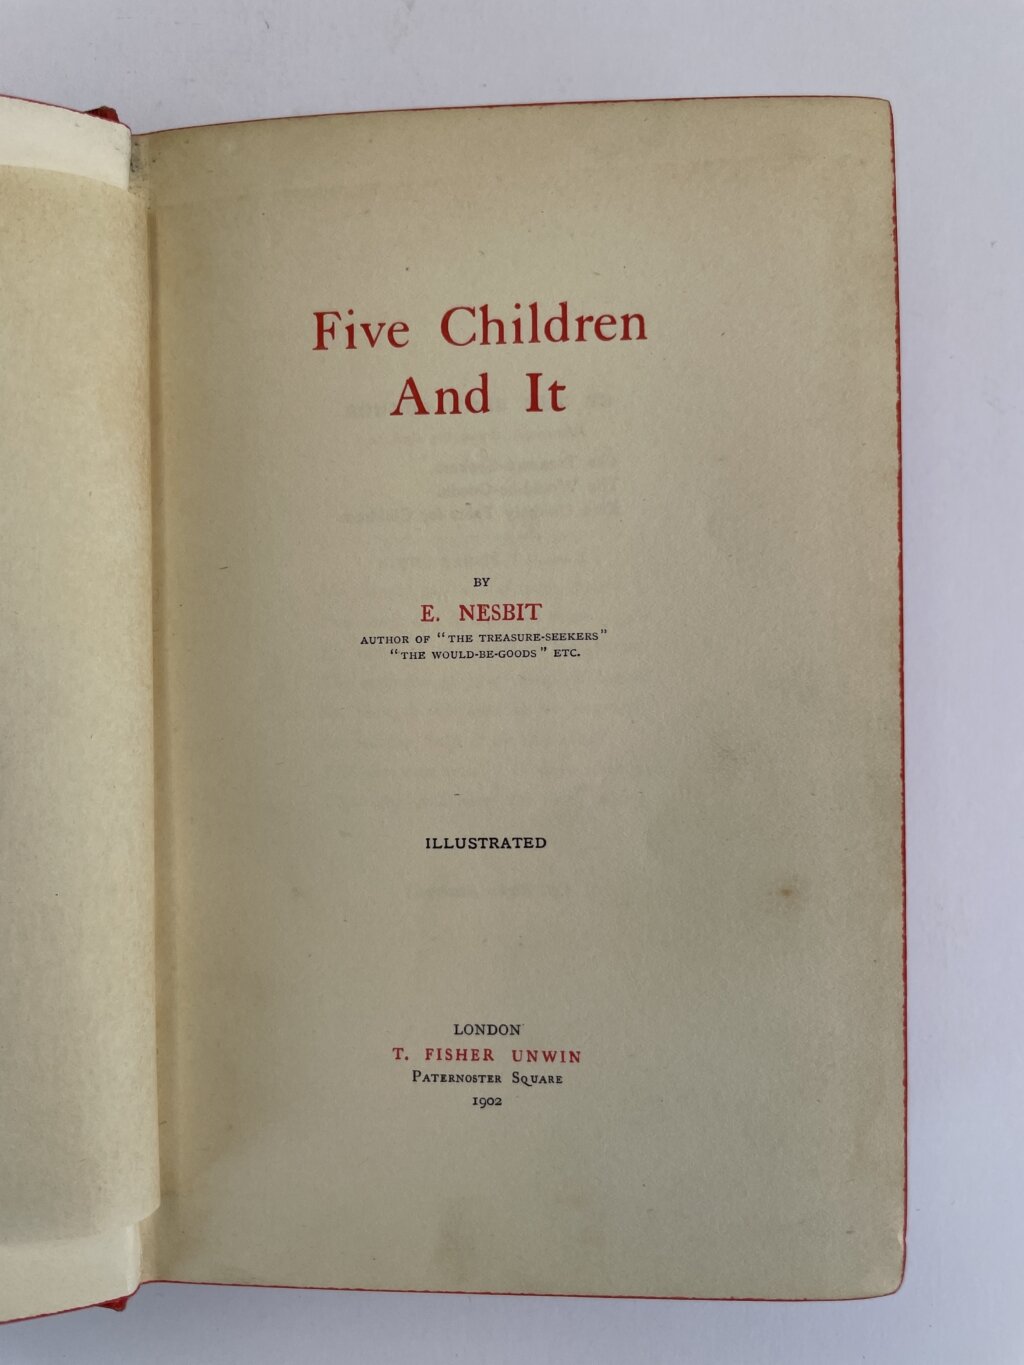 Five Children
And It
BY
E. NESBIT
AUTHOR OF "THE TREASURE-SEEKERS"
"THE WOULD-BE-GOODS" ETC.
ILLUSTRATED
LONDON
T. FISHER UNWIN
PATERNOSTER SQUARE
1902